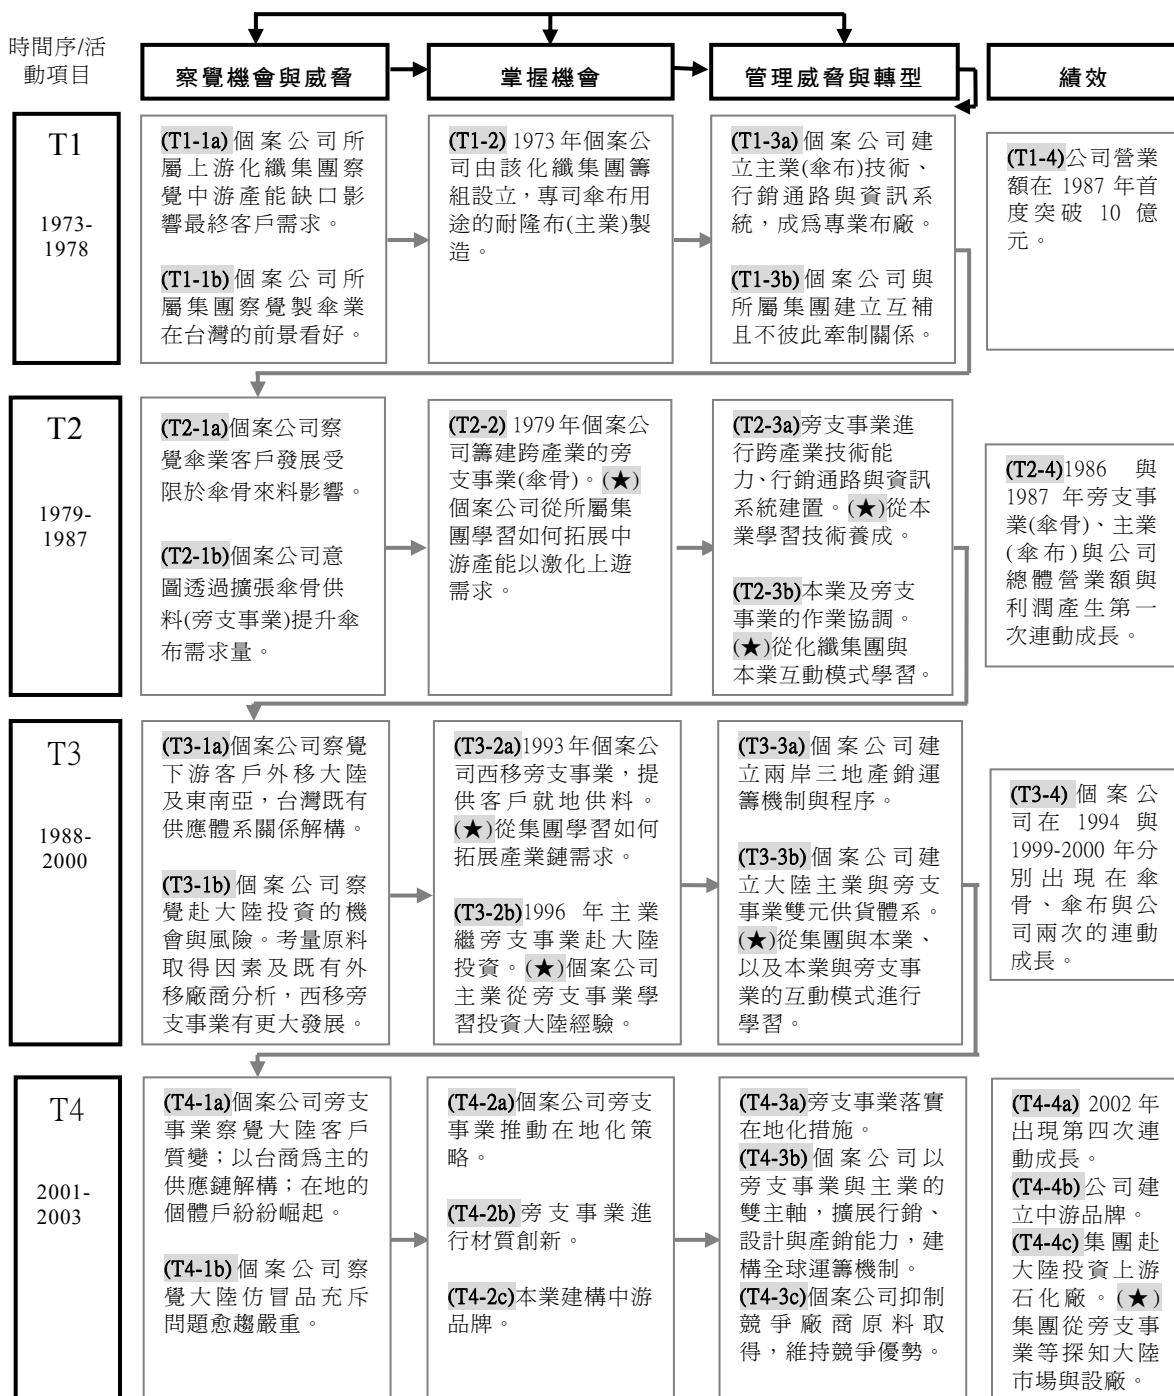 時間序/活
動項目
察覺機會與威脅
掌握機會
管理威脅與轉型
績效
T1
1973-
1978
(T1-1a)個案公司所
屬上游化纖集團察
覺中游產能缺口影
響最終客戶需求。
(T1-1b)個案公司所
屬集團察覺製傘業
在台灣的前景看好。
(T1-2) 1973年個案公
司由該化纖集團籌
組設立，專司傘布用
途的耐隆布(主業)製
造。
(T1-3a)個案公司建
立主業(傘布)技術、
行銷通路與資訊系
統，成為專業布廠。
(T1-3b)個案公司與
所屬集團建立互補
且不彼此牽制關係。
(T1-4)公司營業
額在 1987 年首
度突破 10 億
元。
T2
1979-
1987
(T2-1a)個案公司察
覺傘業客戶發展受
限於傘骨來料影響。
(T2-1b)個案公司意
圖透過擴張傘骨供
料(旁支事業)提升傘
布需求量。
(T2-2) 1979年個案公
司籌建跨產業的旁
支事業(傘骨)。(★)
個案公司從所屬集
團學習如何拓展中
游產能以激化上遊
需求。
(T2-3a)旁支事業進
行跨產業技術能
力、行銷通路與資訊
系統建置。(★)從本
業學習技術養成。
(T2-3b)本業及旁支
事業的作業協調。
(★)從化纖集團與
本業互動模式學習。
(T2-4)1986 與
1987 年旁支事
業(傘骨)、主業
(傘布)與公司
總體營業額與
利潤產生第一
次連動成長。
T3
1988-
2000
(T3-1a)個案公司察覺
下游客戶外移大陸
及東南亞，台灣既有
供應體系關係解構。
(T3-1b)個案公司察
覺赴大陸投資的機
會與風險。考量原料
取得因素及既有外
移廠商分析，西移旁
支事業有更大發展。
(T3-2a)1993年個案公
司西移旁支事業，提
供客戶就地供料。
(★)從集團學習如何
拓展產業鏈需求。
(T3-2b)1996 年主業
繼旁支事業赴大陸
投資。(★)個案公司
主業從旁支事業學
習投資大陸經驗。
(T3-3a)個案公司建
立兩岸三地產銷運
籌機制與程序。
(T3-3b)個案公司建
立大陸主業與旁支
事業雙元供貨體系。
(★)從集團與本業、
以及本業與旁支事
業的互動模式進行
學習。
(T3-4)個案公
司在 1994 與
1999-2000 年分
別出現在傘
骨、傘布與公
司兩次的連動
成長。
T4
2001-
2003
(T4-1a)個案公司旁支
事業察覺大陸客戶
質變；以台商為主的
供應鏈解構；在地的
個體戶紛紛崛起。
(T4-1b)個案公司察
覺大陸仿冒品充斥
問題愈趨嚴重。
(T4-2a)個案公司旁支
事業推動在地化策
略。
(T4-2b)旁支事業進
行材質創新。
(T4-2c)本業建構中游
品牌。
(T4-3a)旁支事業落實
在地化措施。
(T4-3b)個案公司以
旁支事業與主業的
雙主軸，擴展行銷、
設計與產銷能力，建
構全球運籌機制。
(T4-3c)個案公司抑制
競爭廠商原料取
得，維持競爭優勢。
(T4-4a) 2002年
出現第四次連
動成長。
(T4-4b)公司建
立中游品牌。
(T4-4c)集團赴
大陸投資上游
石化廠。(★)
集團從旁支事
業等探知大陸
市場與設廠。